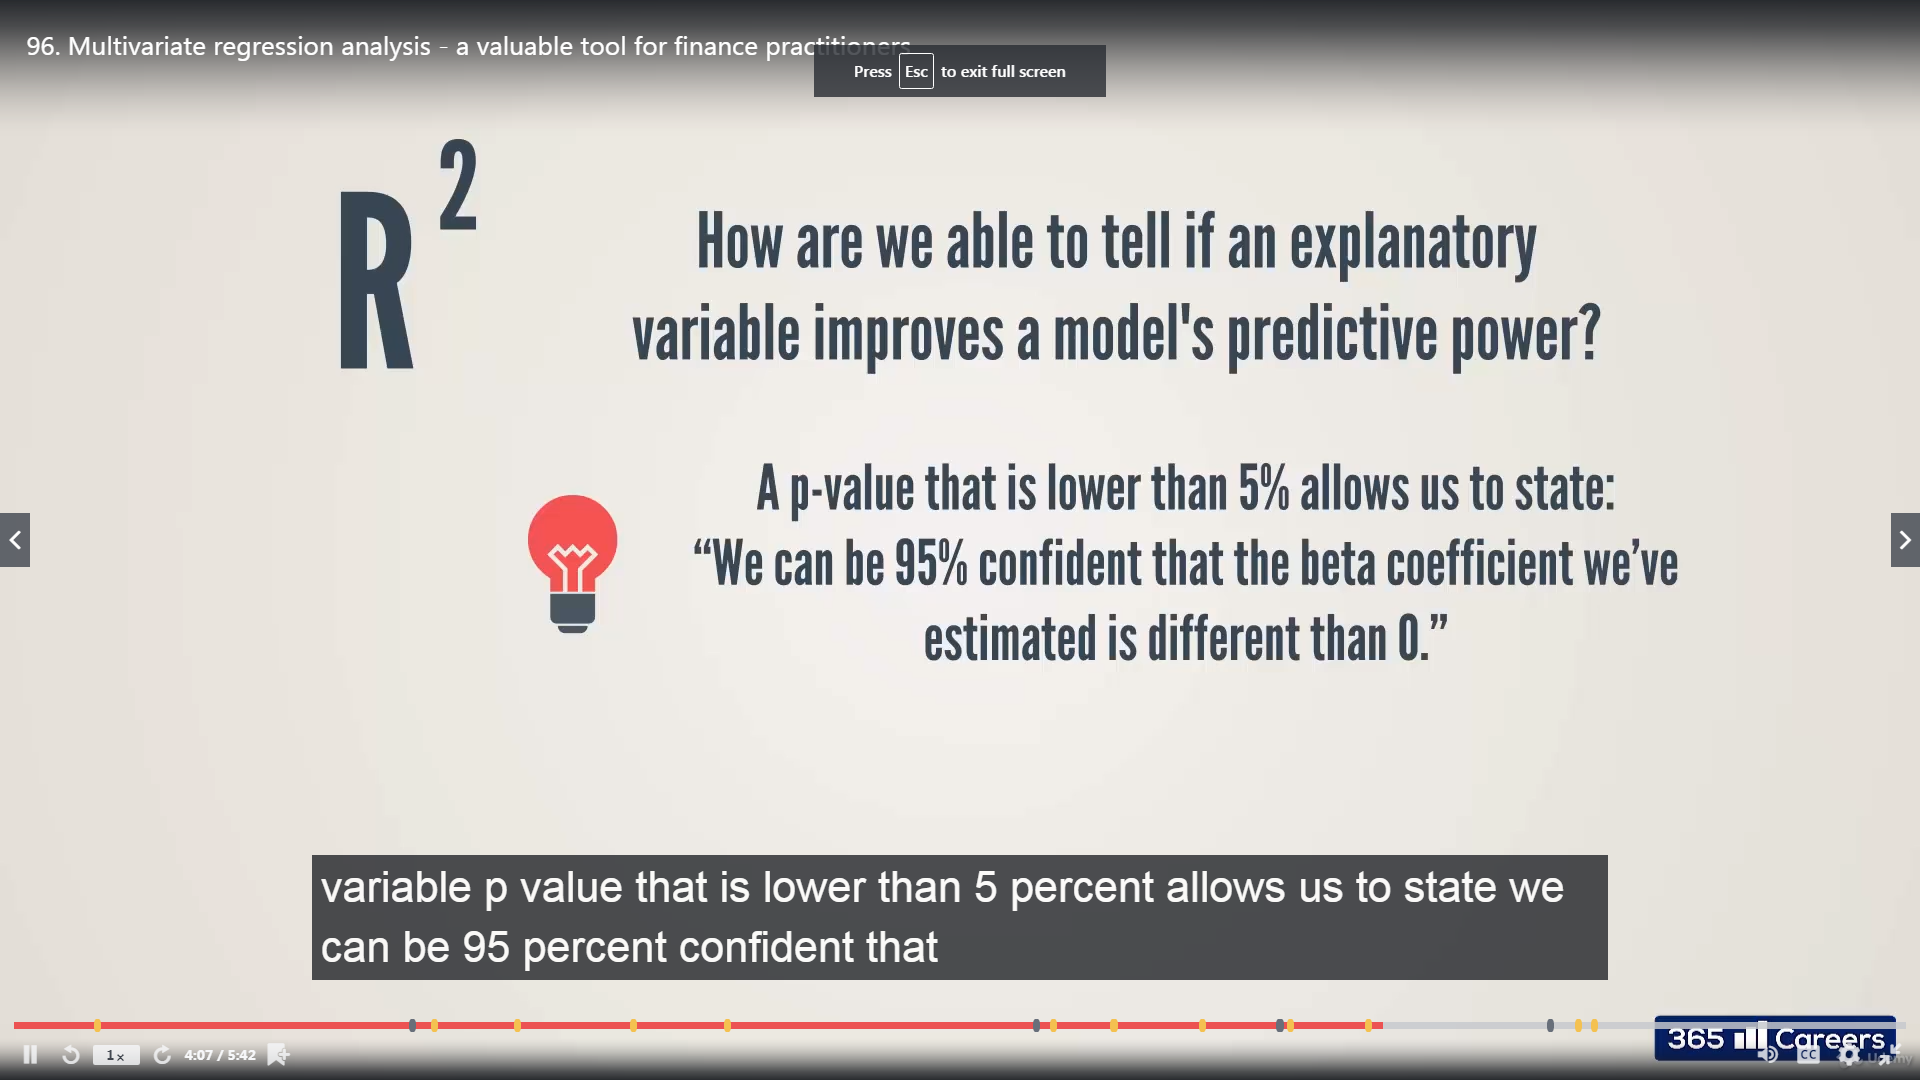 96. Multivariate regression analysis - a valuable tool for finance practitioners
Press Esc to exit full screen
R2
How are we able to tell if an explanatory
variable improves a model's predictive power?
A p-value that is lower than 5% allows us to state:
“We can be 95% confident that the beta coefficient we’ve
estimated is different than 0.”
variable p value that is lower than 5 percent allows us to state we
can be 95 percent confident that
365 Careers
1x
4:07 / 5:42
CC
Udemy